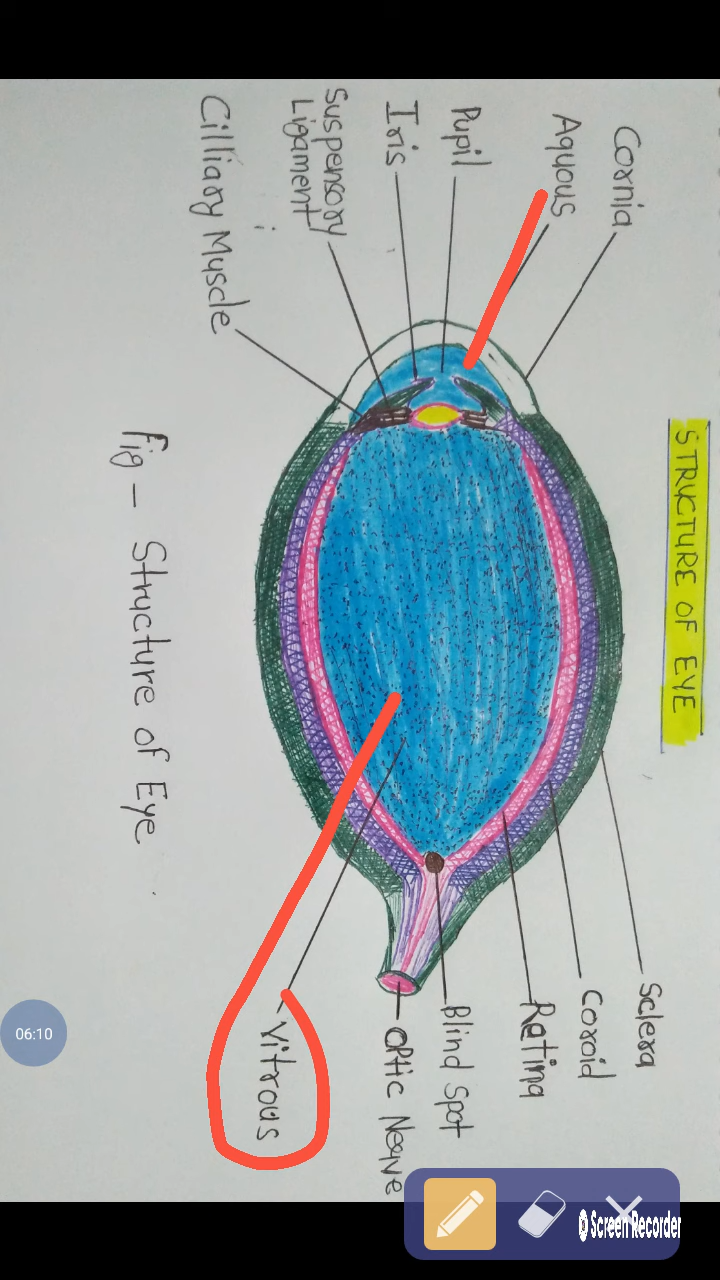 STRUCTURE OF EYE
Cornia
Aquous
Pupil
Iris
Suspensory
Ligament
Cilliary Muscle
Sclera
Coroid
Ratina
Blind Spot
OPtic Nerve
Vitrous
Fig - Structure of Eye
06:10
Screen Recorder